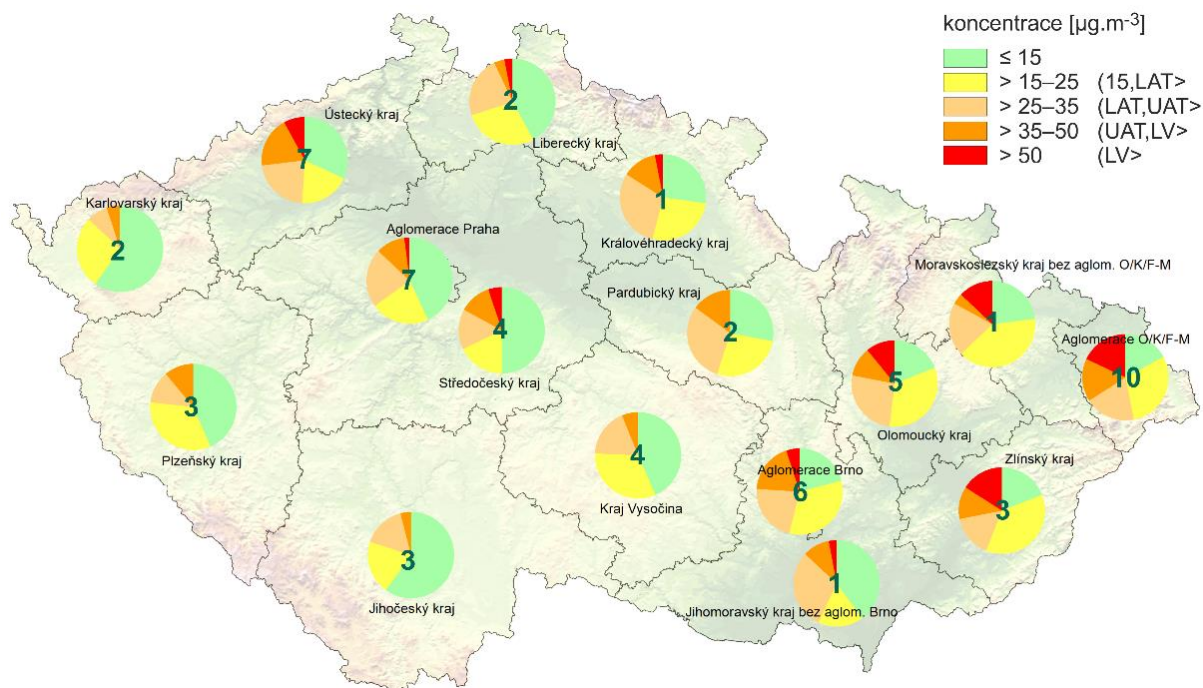 koncentrace [µg.m-3]
≤ 15
> 15–25 (15,LAT>
> 25–35 (LAT,UAT>
> 35–50 (UAT,LV>
> 50 (LV>
2
Liberecký kraj
Ústecký kraj
7
1
Královéhradecký kraj
Karlovarský kraj
2
Aglomerace Praha
7
Moravskoslezský kraj bez aglom. O/K/F-M
1
Pardubický kraj
2
4
Středočeský kraj
Aglomerace O/K/F-M
10
5
Olomoucký kraj
3
Plzeňský kraj
4
Kraj Vysočina
Aglomerace Brno
6
Zlínský kraj
3
3
Jihočeský kraj
1
Jihomoravský kraj bez aglom. Brno